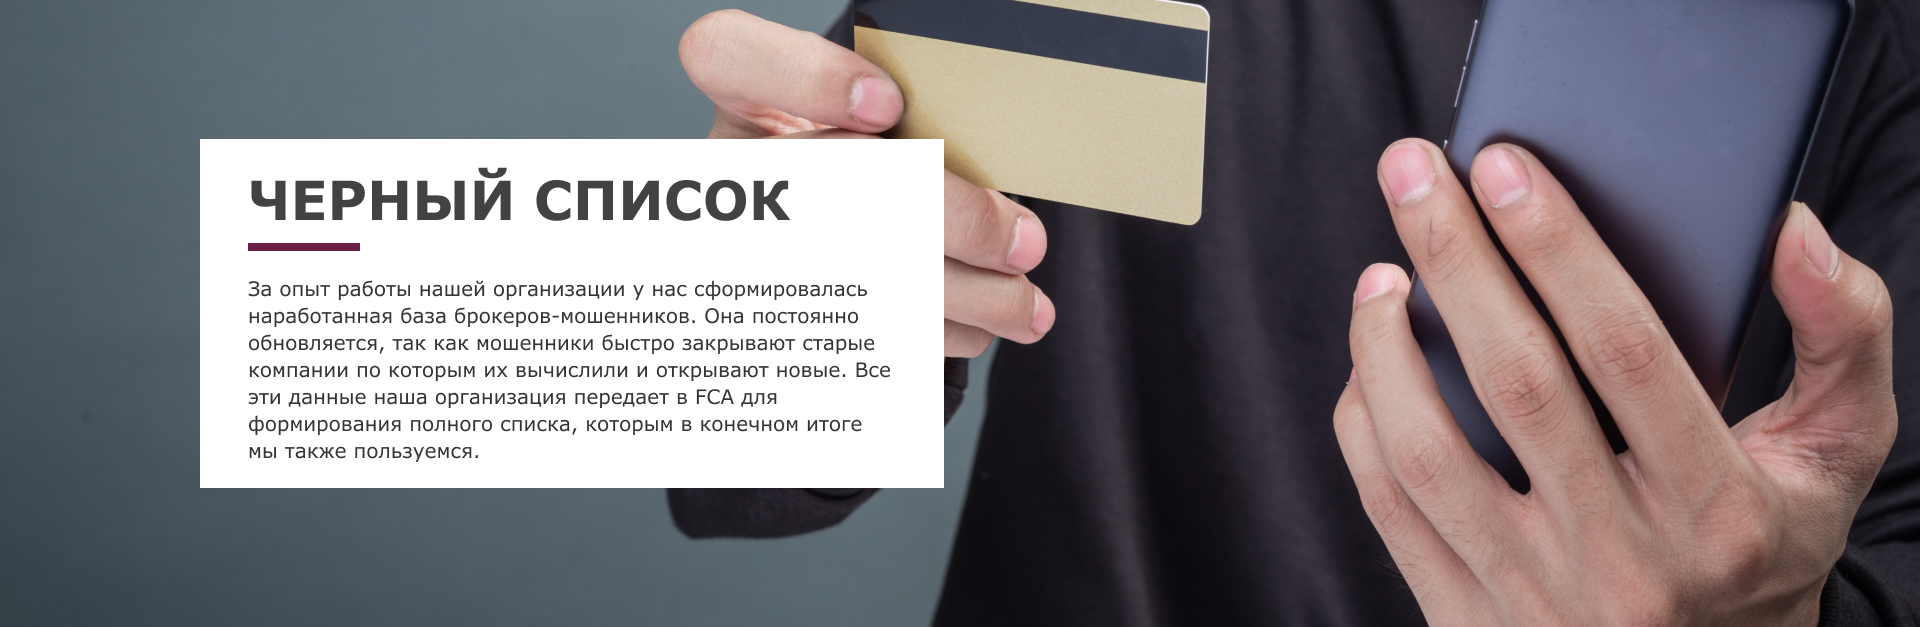 ЧЕРНЫЙ СПИСОК
За опыт работы нашей организации у нас сформировалась
наработанная база брокеров-мошенников. Она постоянно
обновляется, так как мошенники быстро закрывают старые
компании по которым их вычислили и открывают новые. Все
эти данные наша организация передает в FCA для
формирования полного списка, которым в конечном итоге
мы также пользуемся.